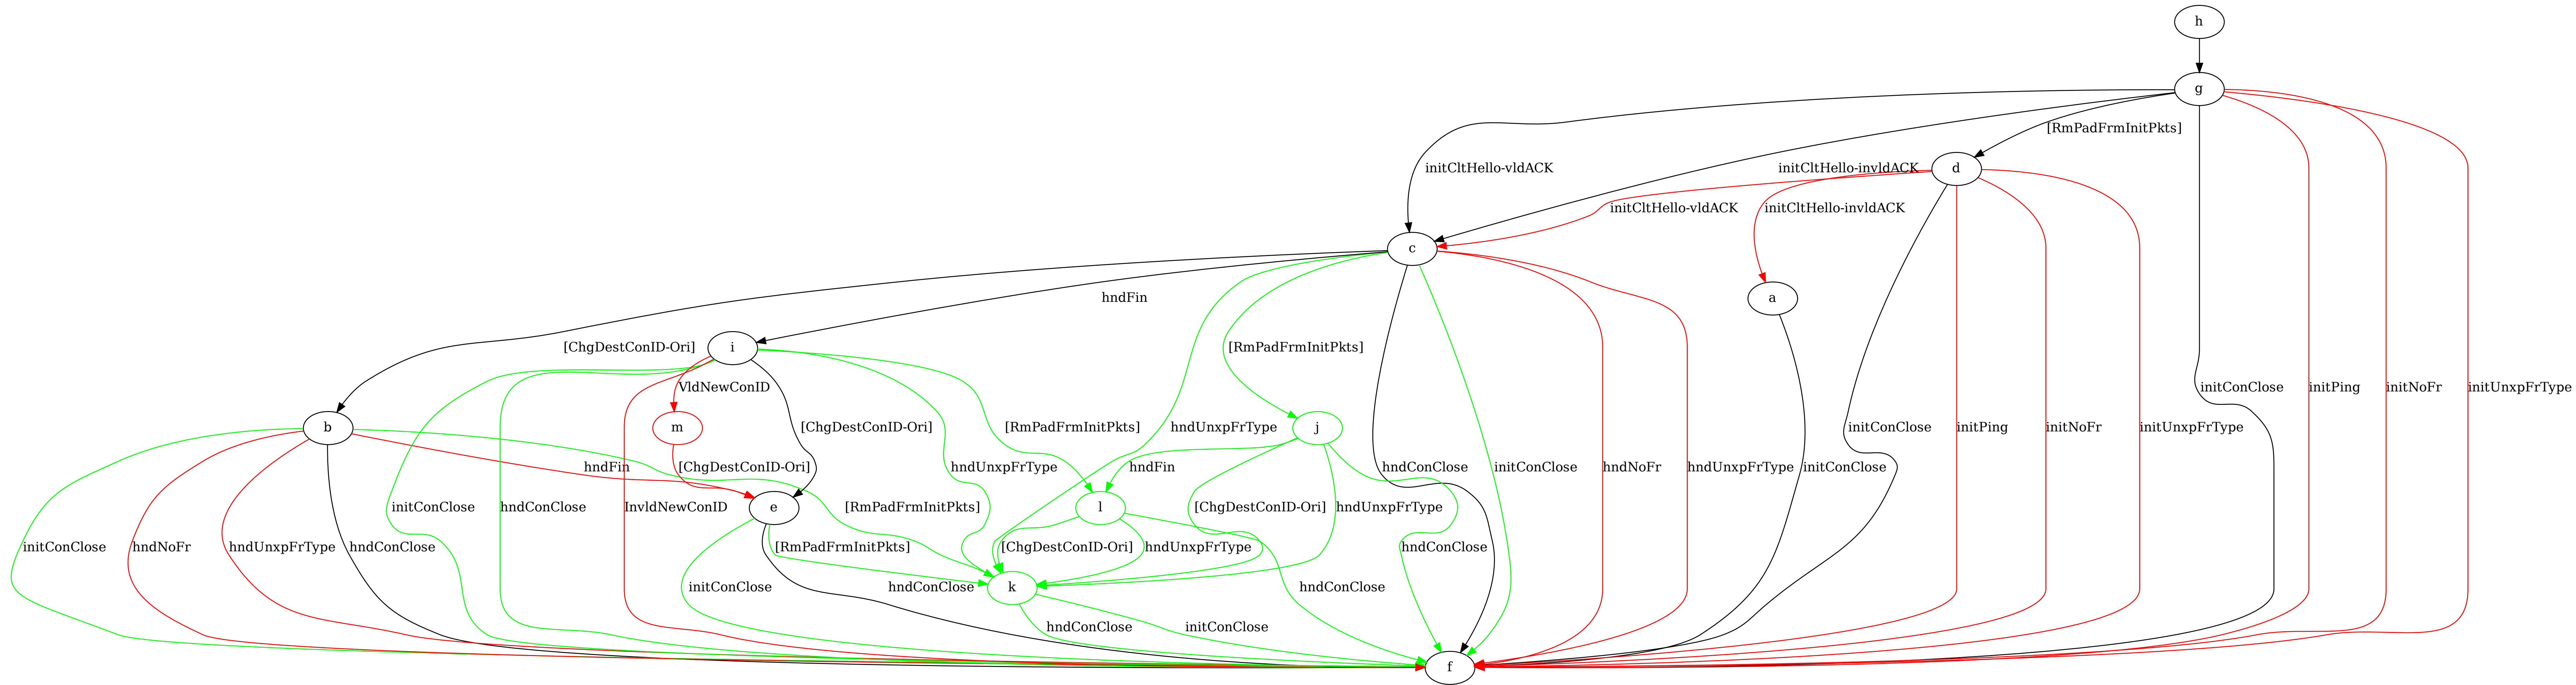 h
g
[RmPadFrmInitPkts]
initCltHello-vldACK
initCltHello-invldACK
d
initCltHello-vldACK
initCltHello-invldACK
c
hndFin
a
[ChgDestConID-Ori]
i
[RmPadFrmInitPkts]
VldNewConID
initConClose
initPing
initNoFr
initUnxpFrType
b
m
[ChgDestConID-Ori]
[RmPadFrmInitPkts]
hndUnxpFrType
j
initConClose
initPing
initNoFr
initUnxpFrType
hndFin
[ChgDestConID-Ori]
hndUnxpFrType
hndFin
hndConClose
initConClose
hndNoFr
hndUnxpFrType
initConClose
initConClose
hndConClose
InvldNewConID
e
[RmPadFrmInitPkts]
l
[ChgDestConID-Ori]
hndUnxpFrType
initConClose
hndNoFr
hndUnxpFrType
hndConClose
[RmPadFrmInitPkts]
[ChgDestConID-Ori]
hndUnxpFrType
hndConClose
initConClose
hndConClose
k
hndConClose
hndConClose
initConClose
f